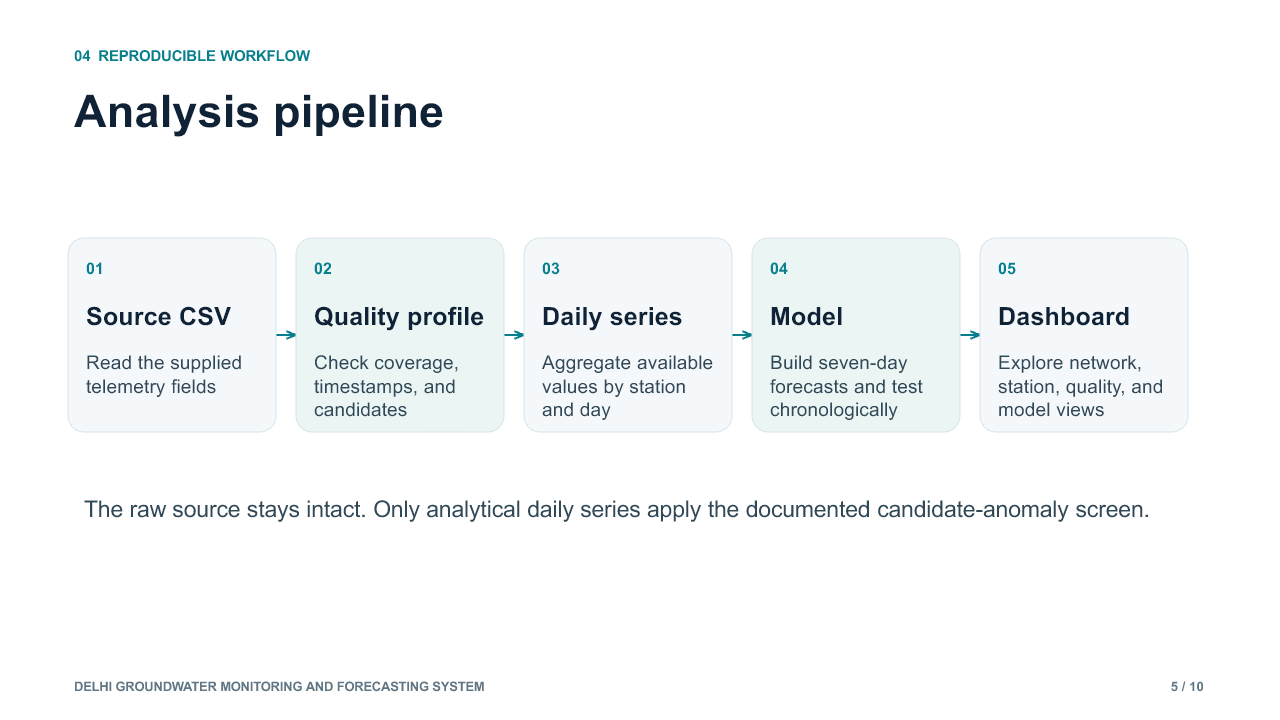 04 REPRODUCIBLE WORKFLOW
Analysis pipeline
01
Source CSV
Read the supplied
telemetry fields
02
Quality profile
Check coverage,
timestamps, and
candidates
03
Daily series
Aggregate available
values by station
and day
04
Model
Build seven-day
forecasts and test
chronologically
05
Dashboard
Explore network,
station, quality, and
model views
The raw source stays intact. Only analytical daily series apply the documented candidate-anomaly screen.
DELHI GROUNDWATER MONITORING AND FORECASTING SYSTEM
5 / 10